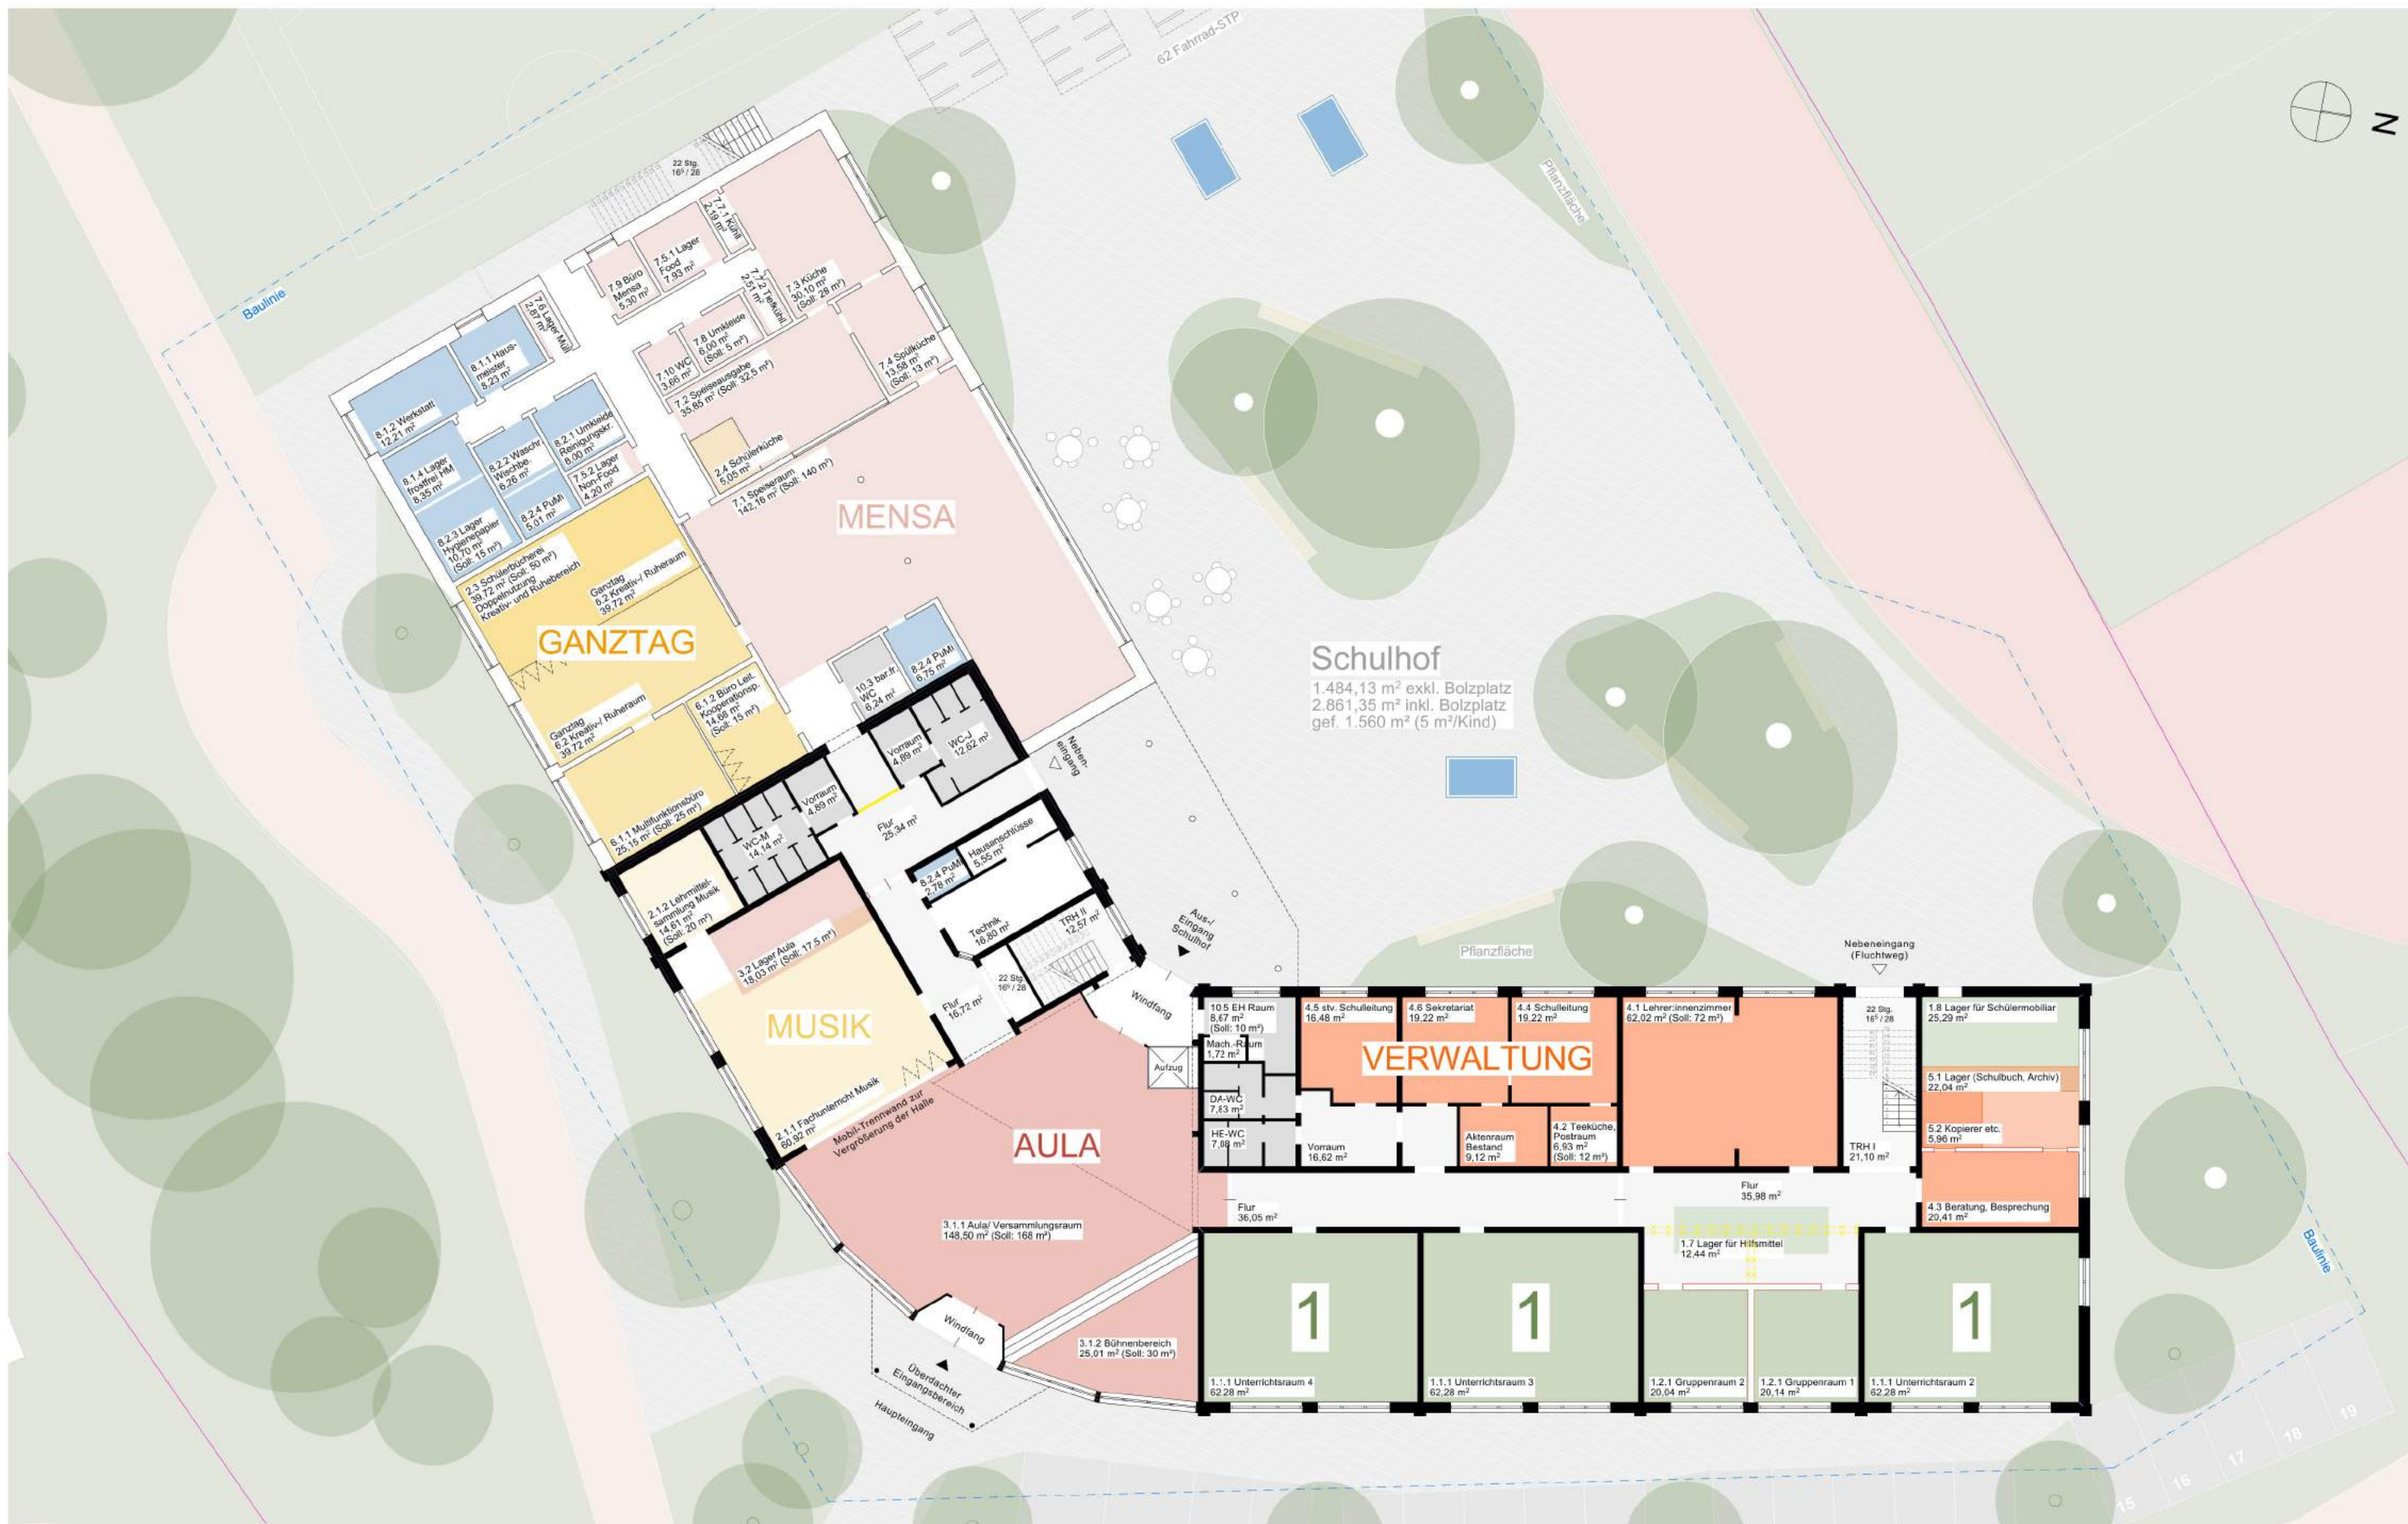 62 Fahrrad-STP
N
Pflanzfläche
Baulinie
22 Stg.
16⁵ / 28
7.7.1 Kühl.
2,19 m²
7.5.1 Lager
Food
7,93 m²
7.9 Büro
Mensa
5,30 m²
7.7.2 Tiefkühl.
2,51 m²
7.3 Küche
30,10 m²
(Soll: 28 m²)
7.6 Lager Müll
2,87 m²
8.1.1 Haus-
meister
8,23 m²
7.8 Umkleide
6,00 m²
(Soll: 5 m²)
7.10 WC
3,66 m²
7.4 Spülküche
13,58 m²
(Soll: 13 m²)
7.2 Speiseausgabe
35,85 m² (Soll: 32,5 m²)
8.1.2 Werkstatt
12,21 m²
8.2.1 Umkleide
Reinigungskr.
6,00 m²
8.2.2 Waschr.
Wischbe.
6,26 m²
8.1.4 Lager
frostfrei HM
8,35 m²
7.5.2 Lager
Non-Food
4,20 m²
2.4 Schülerküche
5,05 m²
7.1 Speiseraum
142,16 m² (Soll: 140 m²)
MENSA
8.2.4 PuMi
5,01 m²
8.2.3 Lager
Hygienepapier
10,70 m²
(Soll: 15 m²)
2.3 Schülerbücherei
39,72 m² (Soll: 50 m²)
Doppelnutzung
Kreativ- und Ruhebereich
Ganztag
6.2 Kreativ-/ Ruheraum
39,72 m²
GANZTAG
Ganztag
6.2 Kreativ-/ Ruheraum
39,72 m²
6.1.2 Büro Leit.
Kooperationsp.
14,66 m²
(Soll: 15 m²)
10.3 bar.fr.
WC
6,24 m²
8.2.4 PuMi
6,75 m²
Schulhof
1.484,13 m² exkl. Bolzplatz
2.861,35 m² inkl. Bolzplatz
gef. 1.560 m² (5 m²/Kind)
Vorraum
4,89 m²
WC-J
12,62 m²
Neben-
eingang
6.1.1 Multifunktionsbüro
25,15 m² (Soll: 25 m²)
Vorraum
4,89 m²
WC-M
14,14 m²
Flur
25,34 m²
Hausanschlüsse
5,55 m²
8.2.4 PuMi
2,78 m²
2.1.2 Lehrmittel-
sammlung Musik
14,61 m²
(Soll: 20 m²)
Technik
16,80 m²
TRH II
12,57 m²
Aus-/
Eingang
Schulhof
3.2 Lager Aula
18,03 m² (Soll: 17,5 m²)
22 Stg.
16⁵ / 28
Flur
16,72 m²
Windfang
MUSIK
2.1.1 Fachunterricht Musik
60,92 m²
Mobil-Trennwand zur
Vergrößerung der Halle
Aufzug
AULA
3.1.1 Aula/ Versammlungsraum
148,50 m² (Soll: 168 m²)
Windfang
3.1.2 Bühnenbereich
25,01 m² (Soll: 30 m²)
Überdachter
Eingangsbereich
Haupteingang
Pflanzfläche
Nebeneingang
(Fluchtweg)
10.5 EH Raum
8,67 m²
(Soll: 10 m²)
Mach.-Raum
1,72 m²
DA-WC
7,83 m²
HE-WC
7,08 m²
4.5 stv. Schulleitung
16,48 m²
4.6 Sekretariat
19,22 m²
4.4 Schulleitung
19,22 m²
VERWALTUNG
4.1 Lehrer:innenzimmer
62,02 m² (Soll: 72 m²)
22 Stg.
16⁵ / 28
1.8 Lager für Schülermobiliar
25,29 m²
5.1 Lager (Schulbuch, Archiv)
22,04 m²
5.2 Kopierer etc.
5,96 m²
Vorraum
16,62 m²
Aktenraum
Bestand
9,12 m²
4.2 Teeküche,
Postraum
6,93 m²
(Soll: 12 m²)
TRH I
21,10 m²
4.3 Beratung, Besprechung
20,41 m²
Flur
36,05 m²
Flur
35,98 m²
1.7 Lager für Hilfsmittel
12,44 m²
1
1.1.1 Unterrichtsraum 4
62,28 m²
1
1.1.1 Unterrichtsraum 3
62,28 m²
1.2.1 Gruppenraum 2
20,04 m²
1.2.1 Gruppenraum 1
20,14 m²
1
1.1.1 Unterrichtsraum 2
62,28 m²
Baulinie
15
16
17
18
19